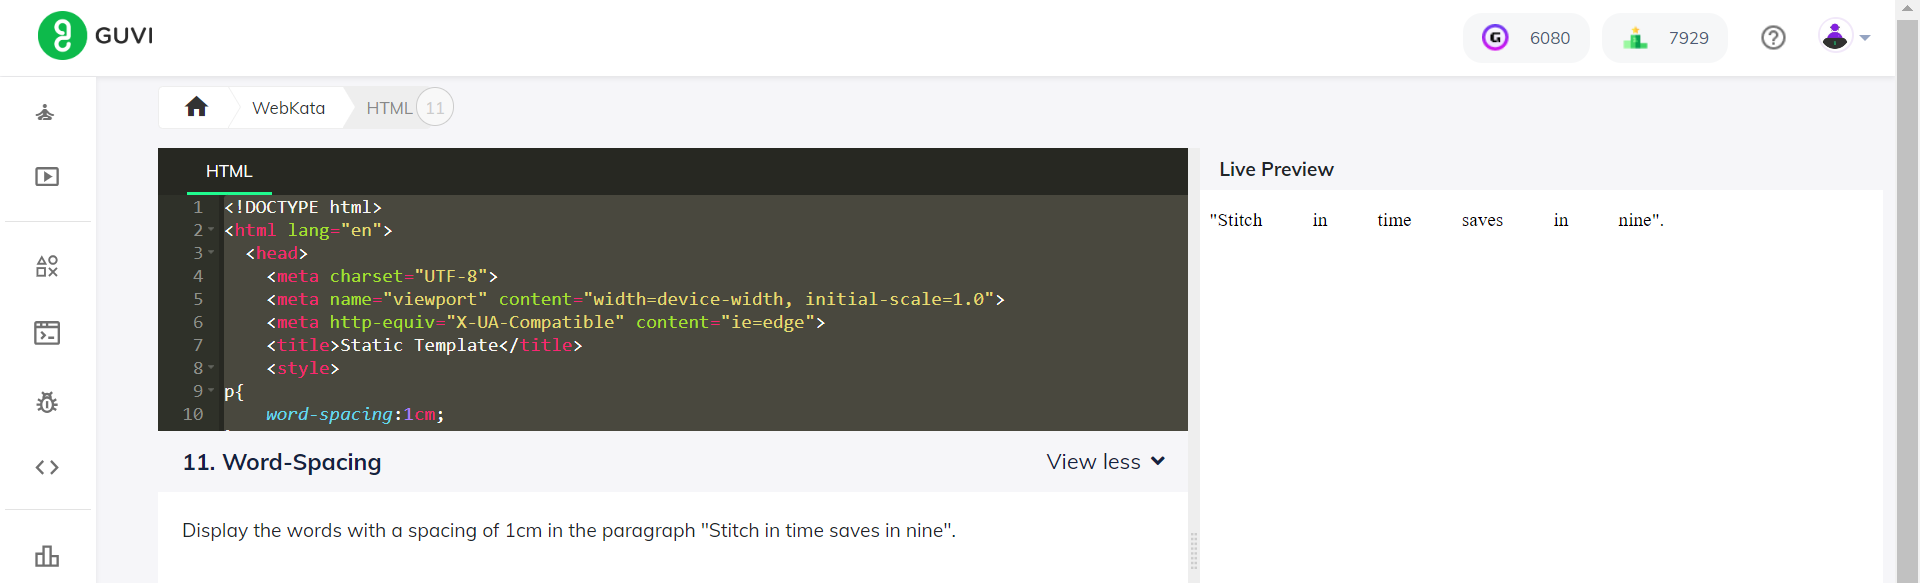 GUVI
6080
7929
WebKata
HTML 11
HTML
Live Preview
1 <!DOCTYPE html>
2 <html lang="en">
3 <head>
4 <meta charset="UTF-8">
5 <meta name="viewport" content="width=device-width, initial-scale=1.0">
6 <meta http-equiv="X-UA-Compatible" content="ie=edge">
7 <title>Static Template</title>
8 <style>
9 p{
10 word-spacing:1cm;
"Stitch in time saves in nine".
11. Word-Spacing
View less
Display the words with a spacing of 1cm in the paragraph "Stitch in time saves in nine".